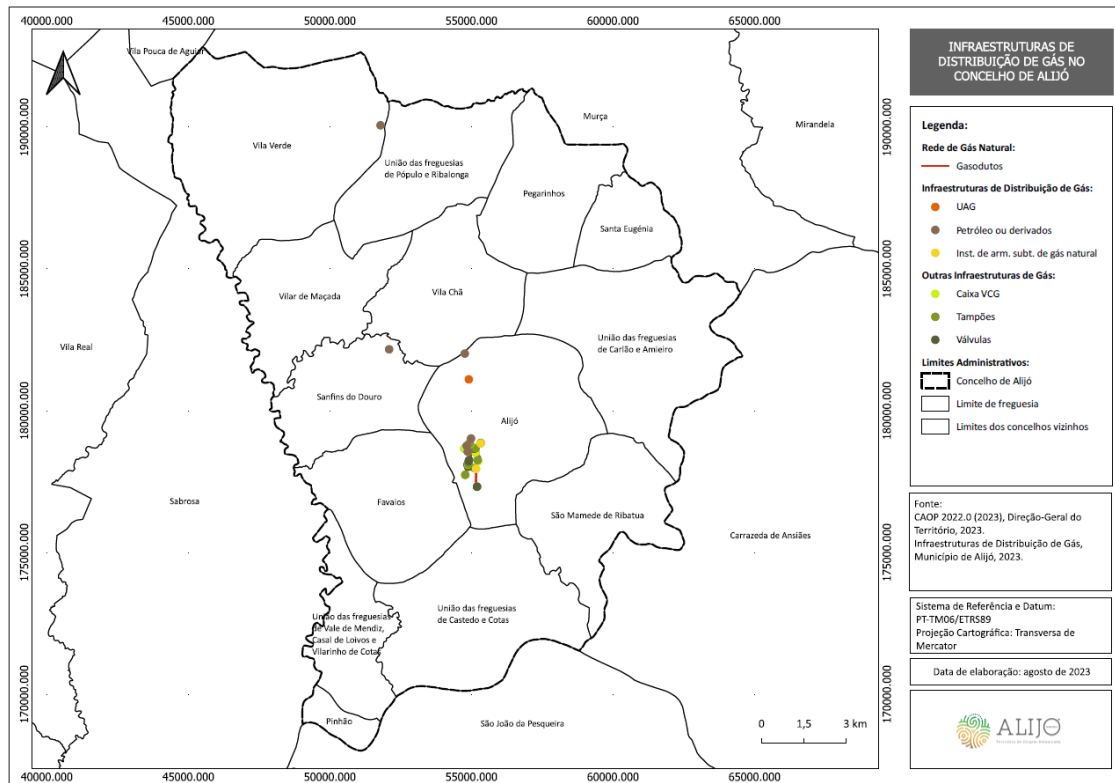 40000.000 45000.000 50000.000 55000.000 60000.000 65000.000
190000.000 185000.000 180000.000 175000.000 170000.000
Vila Pouca de Aguiar
Murça
Mirandela
Vila Verde
União das freguesias
de Pópulo e Ribalonga
Pegarinhos
Santa Eugénia
Vilar de Maçada
Vila Chã
União das freguesias
de Carlão e Amieiro
Vila Real
Sanfins do Douro
Alijó
Sabrosa
Favaios
São Mamede de Ribatua
Carrazeda de Ansiães
União das freguesias
de Castedo e Cotas
União das freguesias
de Vale de Mendiz,
Casal de Loivos e
Vilarinho de Cotas
Pinhão
São João da Pesqueira
0 1,5 3 km
190000.000 185000.000 180000.000 175000.000 170000.000
40000.000 45000.000 50000.000 55000.000 60000.000 65000.000
INFRAESTRUTURAS DE
DISTRIBUIÇÃO DE GÁS NO
CONCELHO DE ALIJÓ
Legenda:
Rede de Gás Natural:
Gasodutos
Infraestruturas de Distribuição de Gás:
UAG
Petróleo ou derivados
Inst. de arm. subt. de gás natural
Outras Infraestruturas de Gás:
Caixa VCG
Tampões
Válvulas
Limites Administrativos:
Concelho de Alijó
Limite de freguesia
Limites dos concelhos vizinhos
Fonte:
CAOP 2022.0 (2023), Direção-Geral do
Território, 2023.
Infraestruturas de Distribuição de Gás,
Município de Alijó, 2023.
Sistema de Referência e Datum:
PT-TM06/ETRS89
Projeção Cartográfica: Transversa de
Mercator
Data de elaboração: agosto de 2023
ALIJÓ